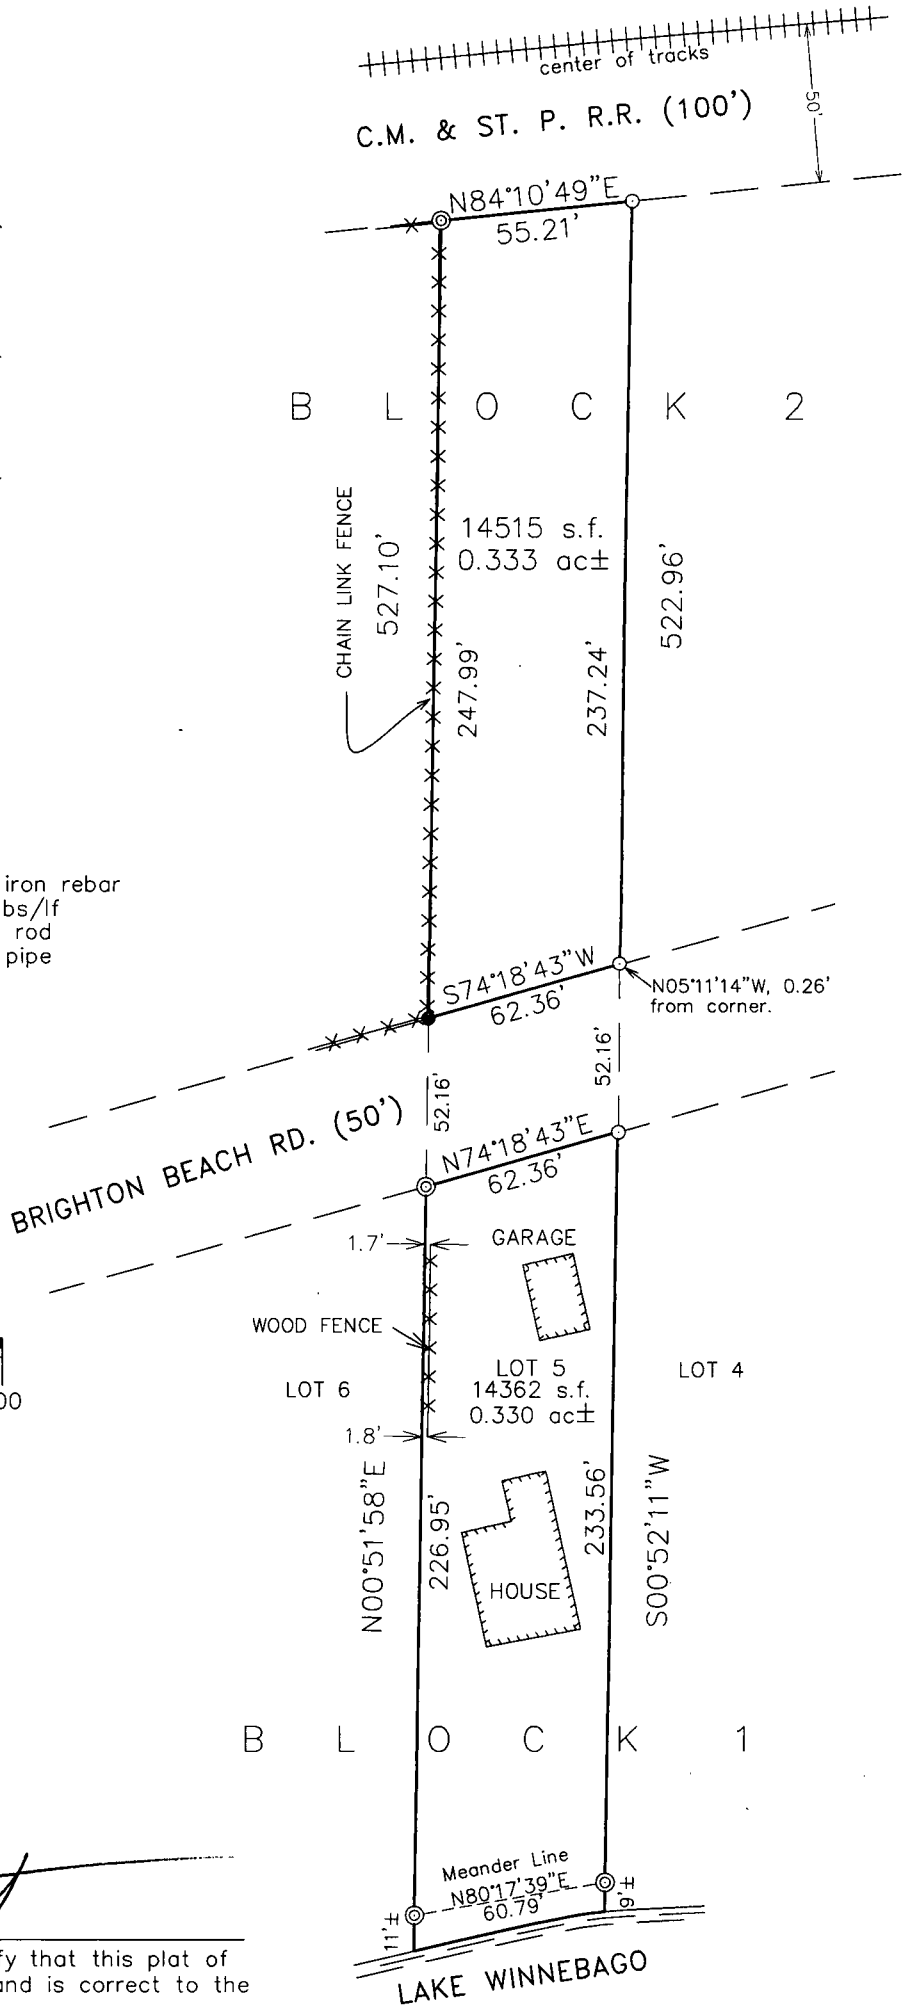 center of tracks
50'
C.M. & ST. P. R.R. (100')
N84°10'49"E
55.21'
B L O C K 2
CHAIN LINK FENCE
527.10'
14515 s.f.
0.333 ac±
522.96'
247.99'
237.24'
iron rebar
bs/lf
rod
pipe
S74°18'43"W
62.36'
N05°11'14"W, 0.26'
from corner.
52.16'
52.16'
BRIGHTON BEACH RD. (50')
N74°18'43"E
62.36'
1.7'
GARAGE
WOOD FENCE
LOT 6
LOT 5
14362 s.f.
0.330 ac±
LOT 4
00
1.8'
N00°51'58"E
226.95'
233.56'
S00°52'11"W
HOUSE
B L O C K 1
Meander Line
N80°17'39"E
60.79'
11'±
9'±
LAKE WINNEBAGO
fy that this plat of
and is correct to the